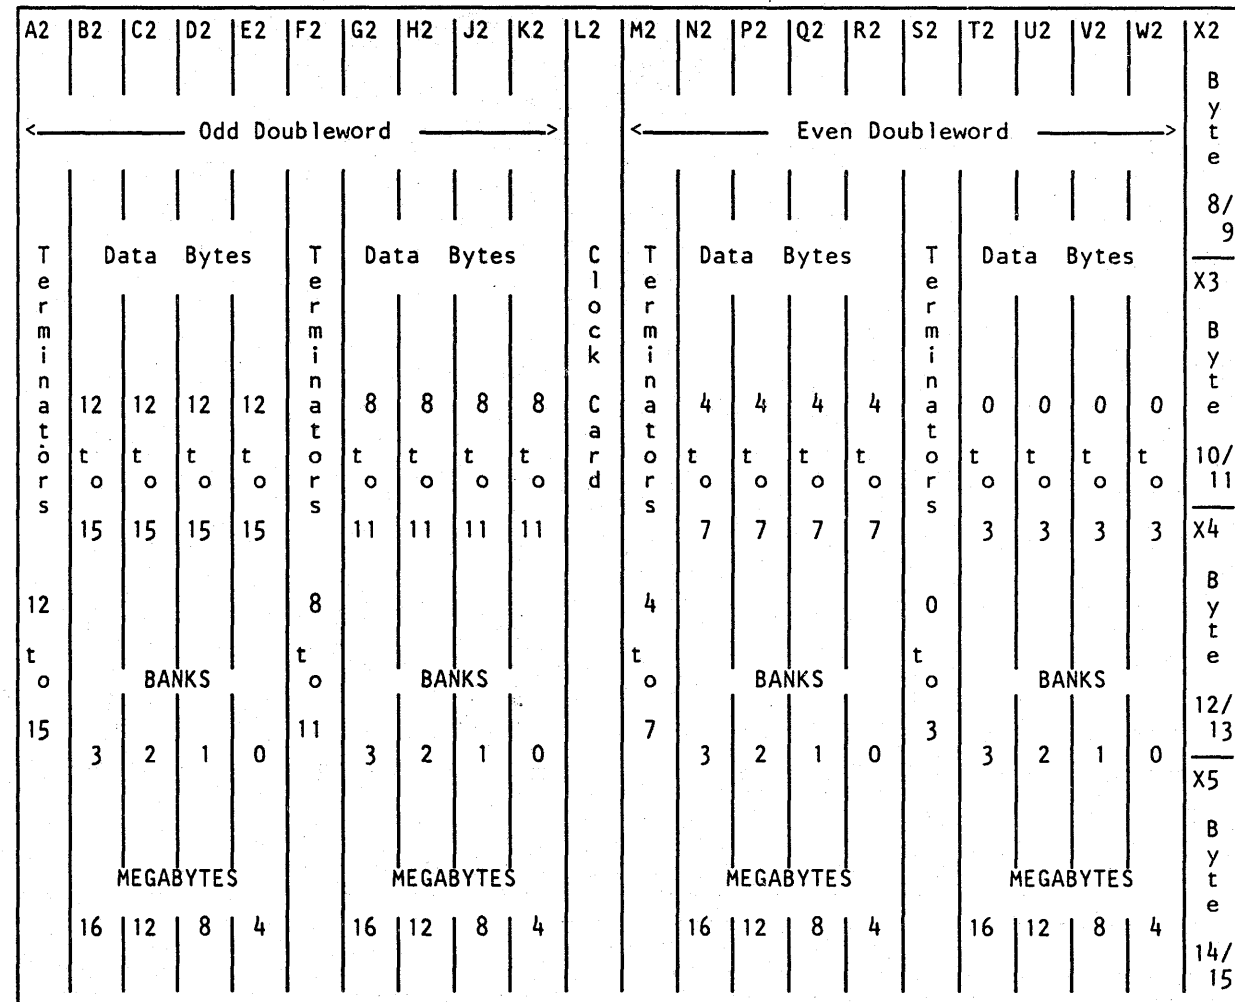 A2 B2 C2 D2 E2 F2 G2 H2 J2 K2 L2 M2 N2 P2 Q2 R2 S2 T2 U2 V2 W2 X2
Odd Doubleword
Even Doubleword
Byte
8/
9
Terminators
Data Bytes
Terminators
Data Bytes
Clock Card
Terminators
Data Bytes
Terminators
Data Bytes
X3
Byte
10/
11
12 12 12 12 8 8 8 8 4 4 4 4 0 0 0 0
to to to to to to to to to to to to to to to to
15 15 15 15 11 11 11 11 7 7 7 7 3 3 3 3
X4
Byte
12/
13
12 8 4 0
to to to to
15 11 7 3
BANKS BANKS BANKS BANKS
3 2 1 0 3 2 1 0 3 2 1 0 3 2 1 0
X5
Byte
14/
15
MEGABYTES MEGABYTES MEGABYTES MEGABYTES
16 12 8 4 16 12 8 4 16 12 8 4 16 12 8 4